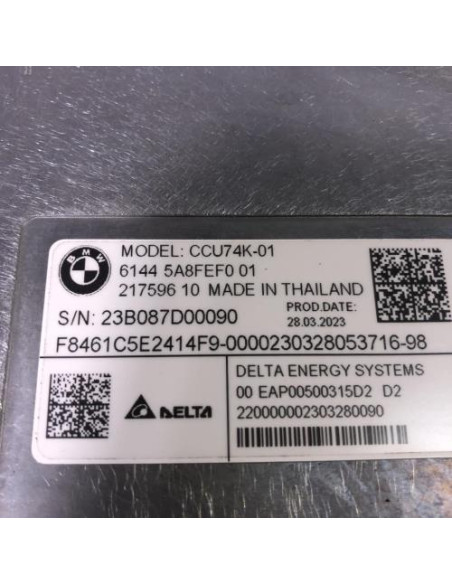 BMW
MODEL: CCU74K-01
6144 5A8FEF0 01
217596 10 MADE IN THAILAND
S/N: 23B087D00090
PROD.DATE:
28.03.2023
F8461C5E2414F9-0000230328053716-98
DELTA
DELTA ENERGY SYSTEMS
00 EAP00500315D2 D2
2200000002303280090